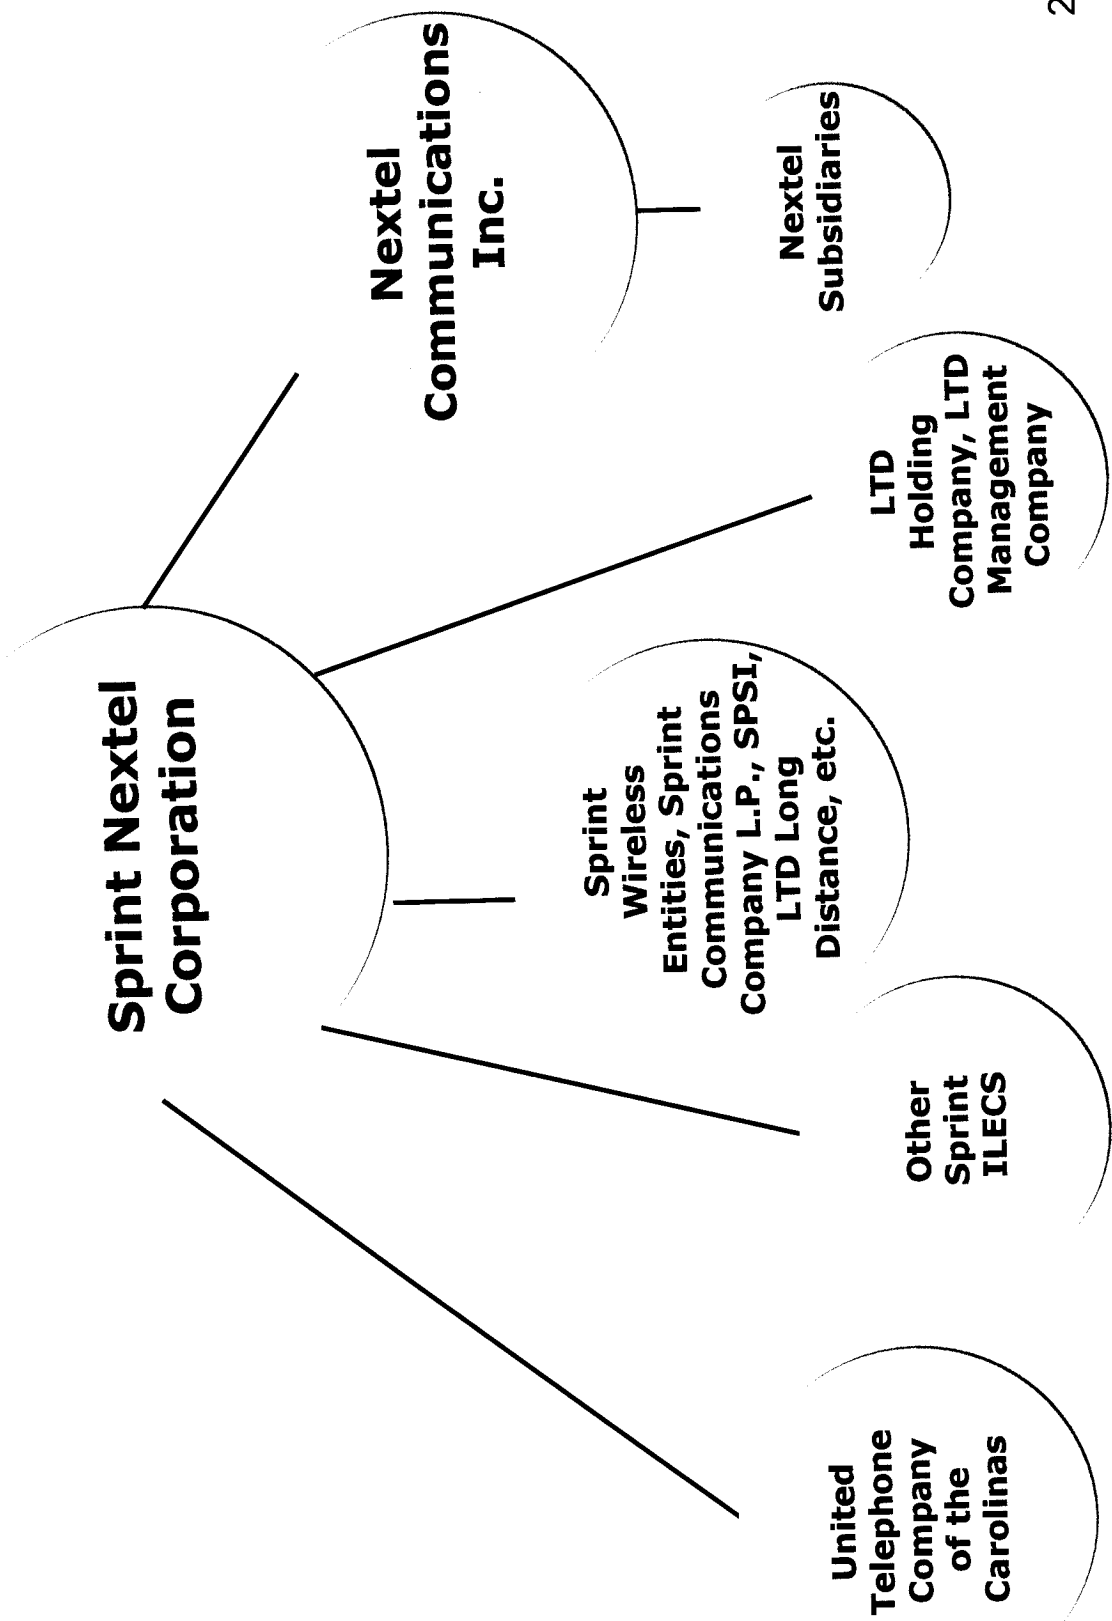 Sprint Nextel
Corporation
Nextel
Communications
Inc.
United
Telephone
Company
of the
Carolinas
Other
Sprint
ILECS
Sprint
Wireless
Entities, Sprint
Communications
Company L.P., SPSI,
LTD Long
Distance, etc.
LTD
Holding
Company, LTD
Management
Company
Nextel
Subsidiaries
2